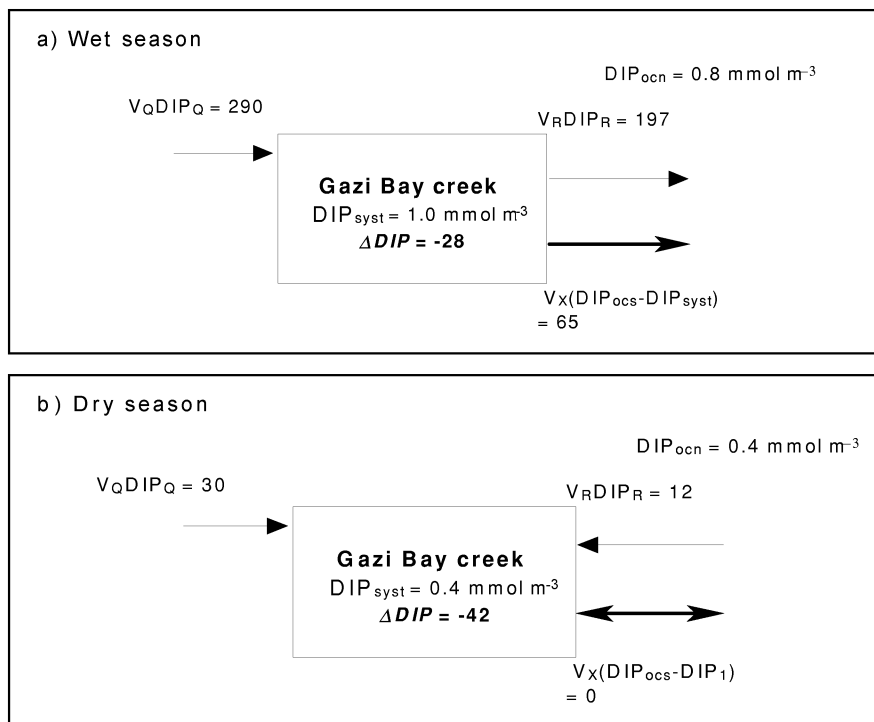 a) Wet season
DIPocn = 0.8 mmol m⁻³
VQDIPQ = 290
VRDIPR = 197
Gazi Bay creek
DIPsyst = 1.0 mmol m⁻³
ΔDIP = -28
VX(DIPocs-DIPsyst)
= 65
b) Dry season
DIPocn = 0.4 mmol m⁻³
VQDIPQ = 30
VRDIPR = 12
Gazi Bay creek
DIPsyst = 0.4 mmol m⁻³
ΔDIP = -42
VX(DIPocs-DIP1)
= 0